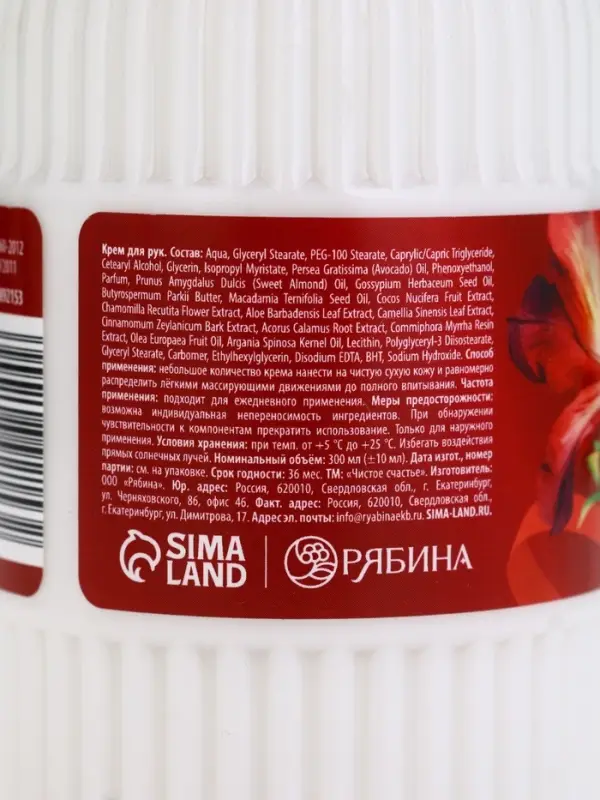 60-2012
2011
892153
Крем для рук. Состав: Aqua, Glyceryl Stearate, PEG-100 Stearate, Caprylic/Capric Triglyceride,
Cetearyl Alcohol, Glycerin, Isopropyl Myristate, Persea Gratissima (Avocado) Oil, Phenoxyethanol,
Parfum, Prunus Amygdalus Dulcis (Sweet Almond) Oil, Gossypium Herbaceum Seed Oil,
Butyrospermum Parkii Butter, Macadamia Ternifolia Seed Oil, Cocos Nucifera Fruit Extract,
Chamomilla Recutita Flower Extract, Aloe Barbadensis Leaf Extract, Camellia Sinensis Leaf Extract,
Cinnamomum Zeylanicum Bark Extract, Acorus Calamus Root Extract, Commiphora Myrrha Resin
Extract, Olea Europaea Fruit Oil, Argania Spinosa Kernel Oil, Lecithin, Polyglyceryl-3 Diisostearate,
Glyceryl Stearate, Carbomer, Ethylhexylglycerin, Disodium EDTA, BHT, Sodium Hydroxide. Способ
применения: небольшое количество крема нанести на чистую сухую кожу и равномерно
распределить лёгкими массирующими движениями до полного впитывания. Частота
применения: подходит для ежедневного применения. Меры предосторожности:
возможна индивидуальная непереносимость ингредиентов. При обнаружении
чувствительности к компонентам прекратить использование. Только для наружного
применения. Условия хранения: при темп. от +5 °С до +25 °С. Избегать воздействия
прямых солнечных лучей. Номинальный объём: 300 мл (±10 мл). Дата изгот., номер
партии: см. на упаковке. Срок годности: 36 мес. ТМ: «Чистое счастье». Изготовитель:
ООО «Рябина». Юр. адрес: Россия, 620010, Свердловская обл., г. Екатеринбург,
ул. Черняховского, 86, офис 46. Факт. адрес: Россия, 620010, Свердловская обл.,
г. Екатеринбург, ул. Димитрова, 17. Адрес эл. почты: info@ryabinaekb.ru. SIMA-LAND.RU.
SIMA
LAND
РЯБИНА